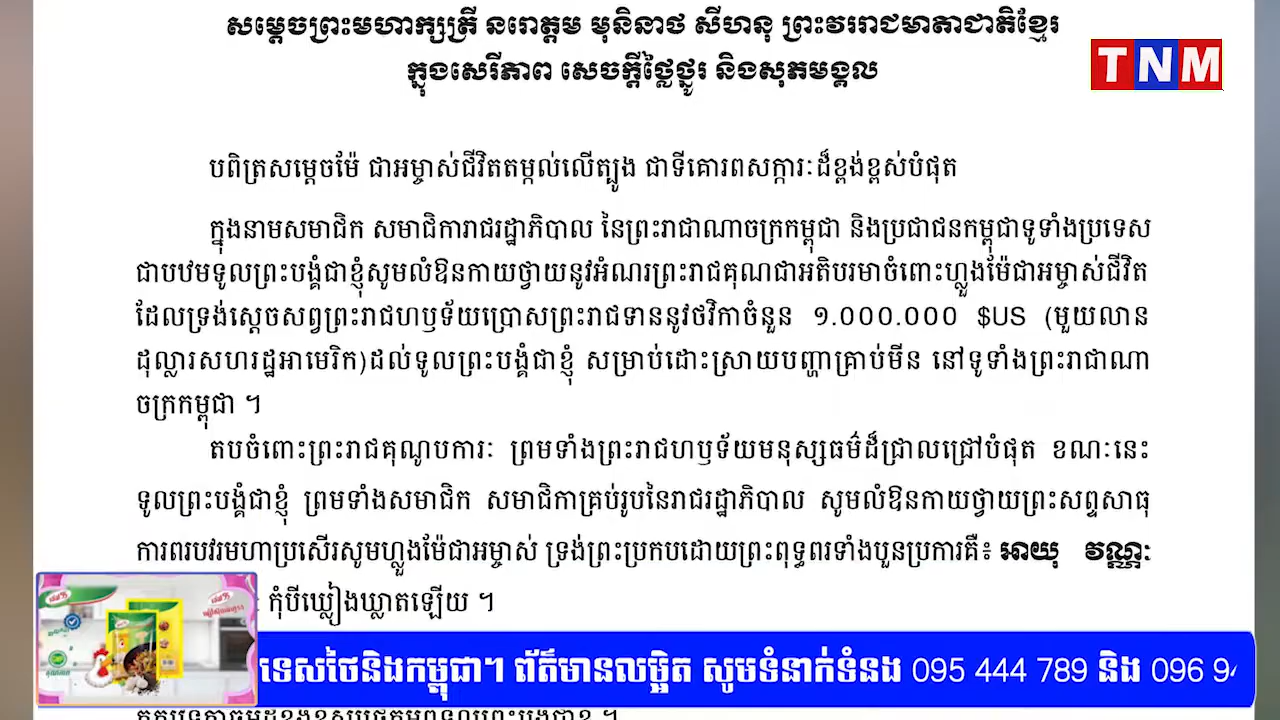 សម្តេចព្រះមហាក្សត្រី នរោត្តម មុនិនាថ សីហនុ ព្រះវររាជមាតាជាតិខ្មែរ
ក្នុងសេរីភាព សេចក្តីថ្លៃថ្នូរ និងសុភមង្គល
TNM
បពិត្រសម្តេចម៉ែ ជាអម្ចាស់ជីវិតតម្កល់លើត្បូង ជាទីគោរពសក្ការៈដ៏ខ្ពង់ខ្ពស់បំផុត
ក្នុងនាមសមាជិក សមាជិការាជរដ្ឋាភិបាល នៃព្រះរាជាណាចក្រកម្ពុជា និងប្រជាជនកម្ពុជាទូទាំងប្រទេស
ជាបឋមទូលព្រះបង្គំជាខ្ញុំសូមលំឱនកាយថ្វាយនូវអំណរព្រះរាជគុណជាអតិបរមាចំពោះហ្លួងម៉ែជាអម្ចាស់ជីវិត
ដែលទ្រង់ស្តេចសព្វព្រះរាជហឫទ័យប្រោសព្រះរាជទាននូវថវិកាចំនួន ១.000.000 $US (មួយលាន
ដុល្លារសហរដ្ឋអាមេរិក)ដល់ទូលព្រះបង្គំជាខ្ញុំ សម្រាប់ដោះស្រាយបញ្ហាគ្រាប់មីន នៅទូទាំងព្រះរាជាណា
ចក្រកម្ពុជា ។
តបចំពោះព្រះរាជគុណូបការៈ ព្រមទាំងព្រះរាជហឫទ័យមនុស្សធម៌ដ៏ជ្រាលជ្រៅបំផុត ខណៈនេះ
ទូលព្រះបង្គំជាខ្ញុំ ព្រមទាំងសមាជិក សមាជិកាគ្រប់រូបនៃរាជរដ្ឋាភិបាល សូមលំឱនកាយថ្វាយព្រះសព្ទសាធុ
ការពរបវរមហាប្រសើរសូមហ្លួងម៉ែជាអម្ចាស់ ទ្រង់ព្រះប្រកបដោយព្រះពុទ្ធពរទាំងបួនប្រការគឺ៖ អាយុ វណ្ណៈ
កុំបីឃ្លៀងឃ្លាតឡើយ ។
ទេសថៃនិងកម្ពុជា។ ព័ត៌មានលម្អិត សូមទំនាក់ទំនង 095 444 789 និង 096 94